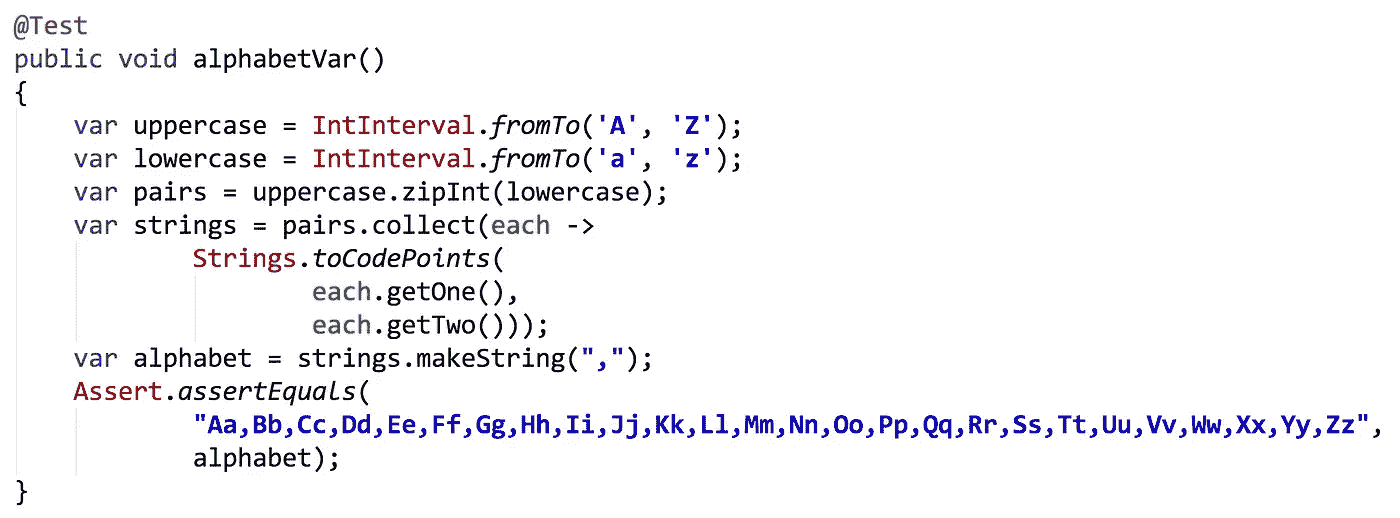 @Test
public void alphabetVar()
{
    var uppercase = IntInterval.fromTo('A', 'Z');
    var lowercase = IntInterval.fromTo('a', 'z');
    var pairs = uppercase.zipInt(lowercase);
    var strings = pairs.collect(each ->
            Strings.toCodePoints(
                    each.getOne(),
                    each.getTwo()));
    var alphabet = strings.makeString(",");
    Assert.assertEquals(
            "Aa,Bb,Cc,Dd,Ee,Ff,Gg,Hh,Ii,Jj,Kk,Ll,Mm,Nn,Oo,Pp,Qq,Rr,Ss,Tt,Uu,Vv,Ww,Xx,Yy,Zz",
            alphabet);
}